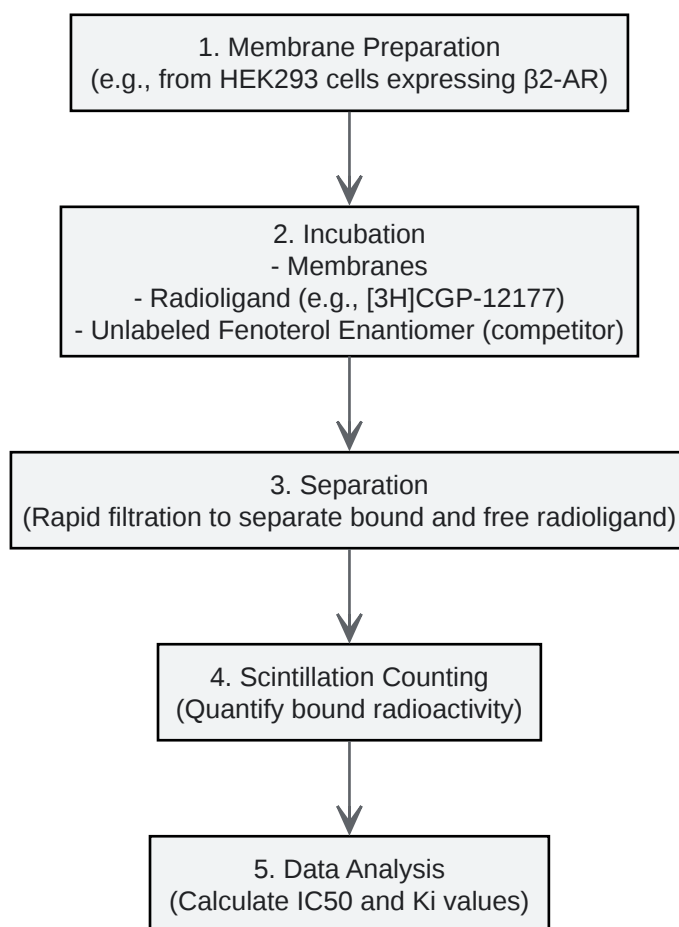 1. Membrane Preparation
(e.g., from HEK293 cells expressing β2-AR)
2. Incubation
- Membranes
- Radioligand (e.g., [3H]CGP-12177)
- Unlabeled Fenoterol Enantiomer (competitor)
3. Separation
(Rapid filtration to separate bound and free radioligand)
4. Scintillation Counting
(Quantify bound radioactivity)
5. Data Analysis
(Calculate IC50 and Ki values)